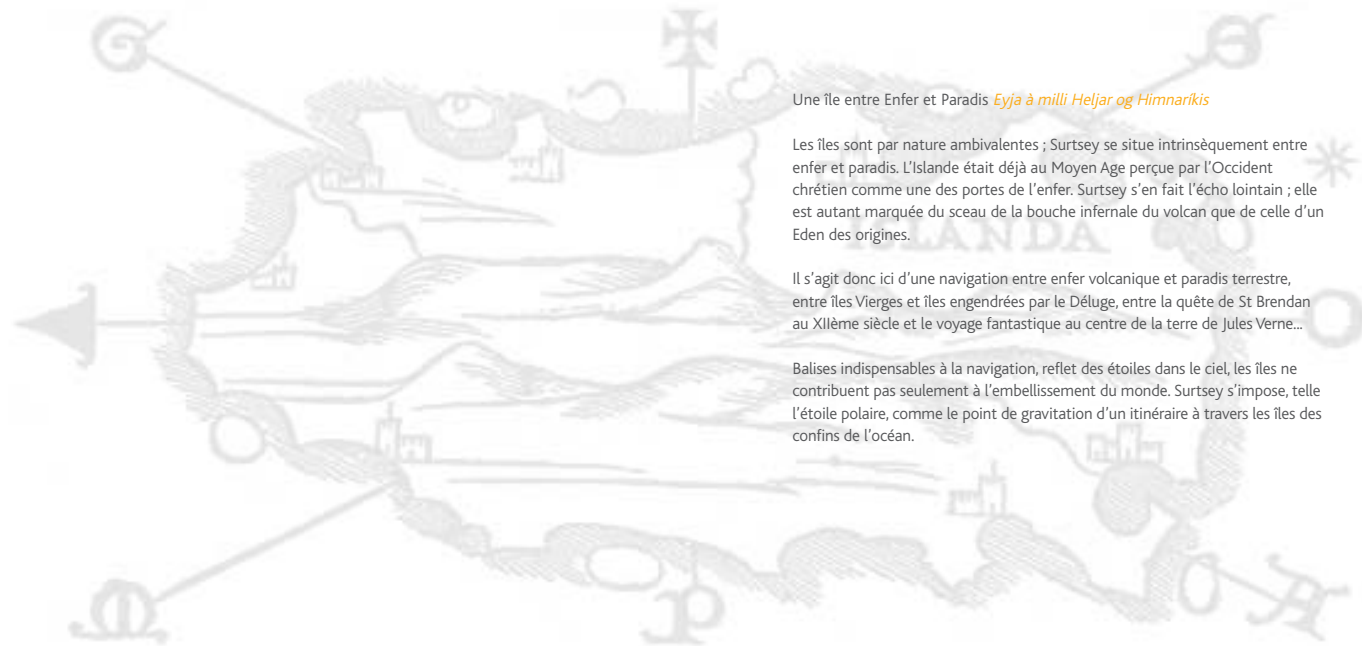 Une île entre Enfer et Paradis Eyja à milli Heljar og Himnaríkis
Les îles sont par nature ambivalentes ; Surtsey se situe intrinsèquement entre
enfer et paradis. L'Islande était déjà au Moyen Age perçue par l'Occident
chrétien comme une des portes de l'enfer. Surtsey s'en fait l'écho lointain ; elle
est autant marquée du sceau de la bouche infernale du volcan que de celle d'un
Eden des origines.
ISLANDA
Il s'agit donc ici d'une navigation entre enfer volcanique et paradis terrestre,
entre îles Vierges et îles engendrées par le Déluge, entre la quête de St Brendan
au XIIème siècle et le voyage fantastique au centre de la terre de Jules Verne...
Balises indispensables à la navigation, reflet des étoiles dans le ciel, les îles ne
contribuent pas seulement à l'embellissement du monde. Surtsey s'impose, telle
l'étoile polaire, comme le point de gravitation d'un itinéraire à travers les îles des
confins de l'océan.
G
S
O
M
P
A